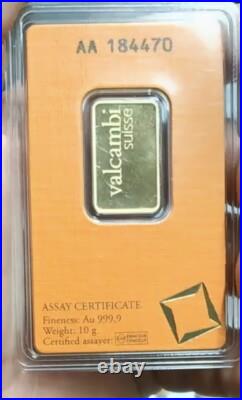 AA 184470
valcambi
suisse
ASSAY CERTIFICATE
Fineness: Au 999,9
Weight: 10 g
Certified assayer: